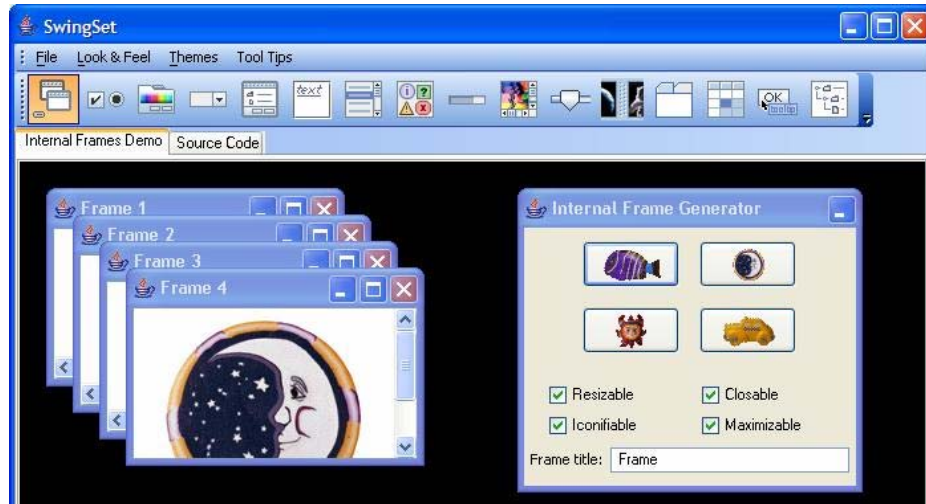 SwingSet
File Look & Feel Themes Tool Tips
text
OK
Internal Frames Demo Source Code
Frame 1
Frame 2
Frame 3
Frame 4
Internal Frame Generator
Resizable Closable
Iconifiable Maximizable
Frame title: Frame